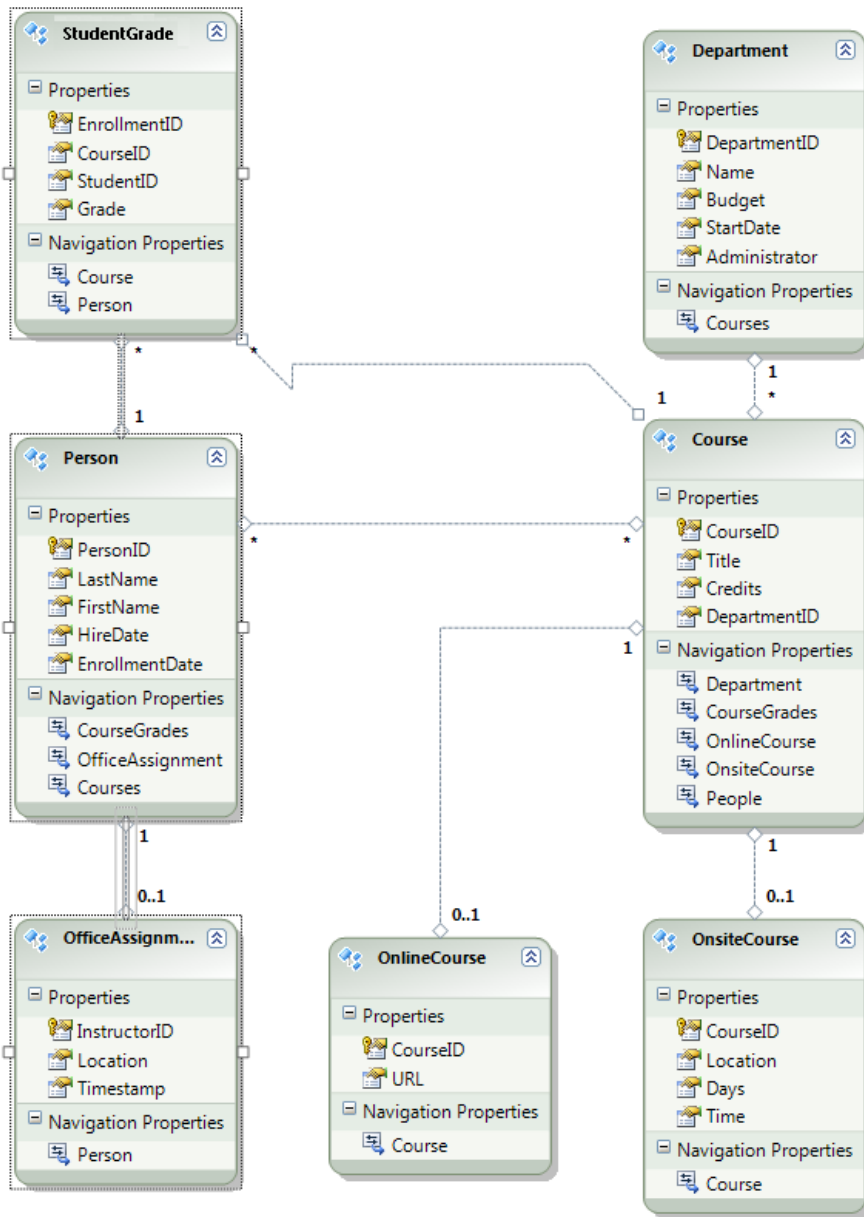 StudentGrade
Properties
EnrollmentID
CourseID
StudentID
Grade
Navigation Properties
Course
Person
*
*
1
Department
Properties
DepartmentID
Name
Budget
StartDate
Administrator
Navigation Properties
Courses
1
*
1
Person
Properties
PersonID
LastName
FirstName
HireDate
EnrollmentDate
Navigation Properties
CourseGrades
OfficeAssignment
Courses
*
*
1
1
0..1
Course
Properties
CourseID
Title
Credits
DepartmentID
Navigation Properties
Department
CourseGrades
OnlineCourse
OnsiteCourse
People
1
0..1
OfficeAssignm...
Properties
InstructorID
Location
Timestamp
Navigation Properties
Person
0..1
OnlineCourse
Properties
CourseID
URL
Navigation Properties
Course
OnsiteCourse
Properties
CourseID
Location
Days
Time
Navigation Properties
Course